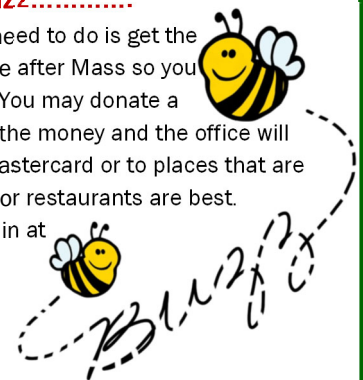 zz.............
need to do is get the
e after Mass so you
You may donate a
the money and the office will
astercard or to places that are
or restaurants are best.
in at
Buzz